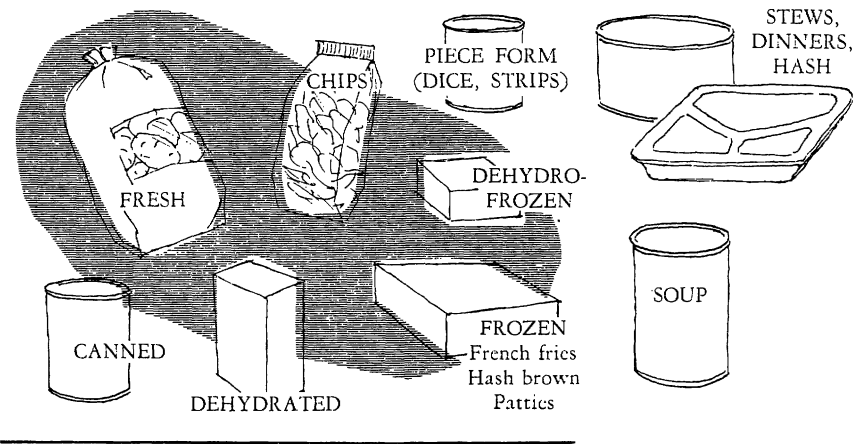 STEWS,
DINNERS,
HASH
PIECE FORM
(DICE, STRIPS)
CHIPS
DEHYDRO-
FROZEN
FRESH
SOUP
CANNED
DEHYDRATED
FROZEN
French fries
Hash brown
Patties